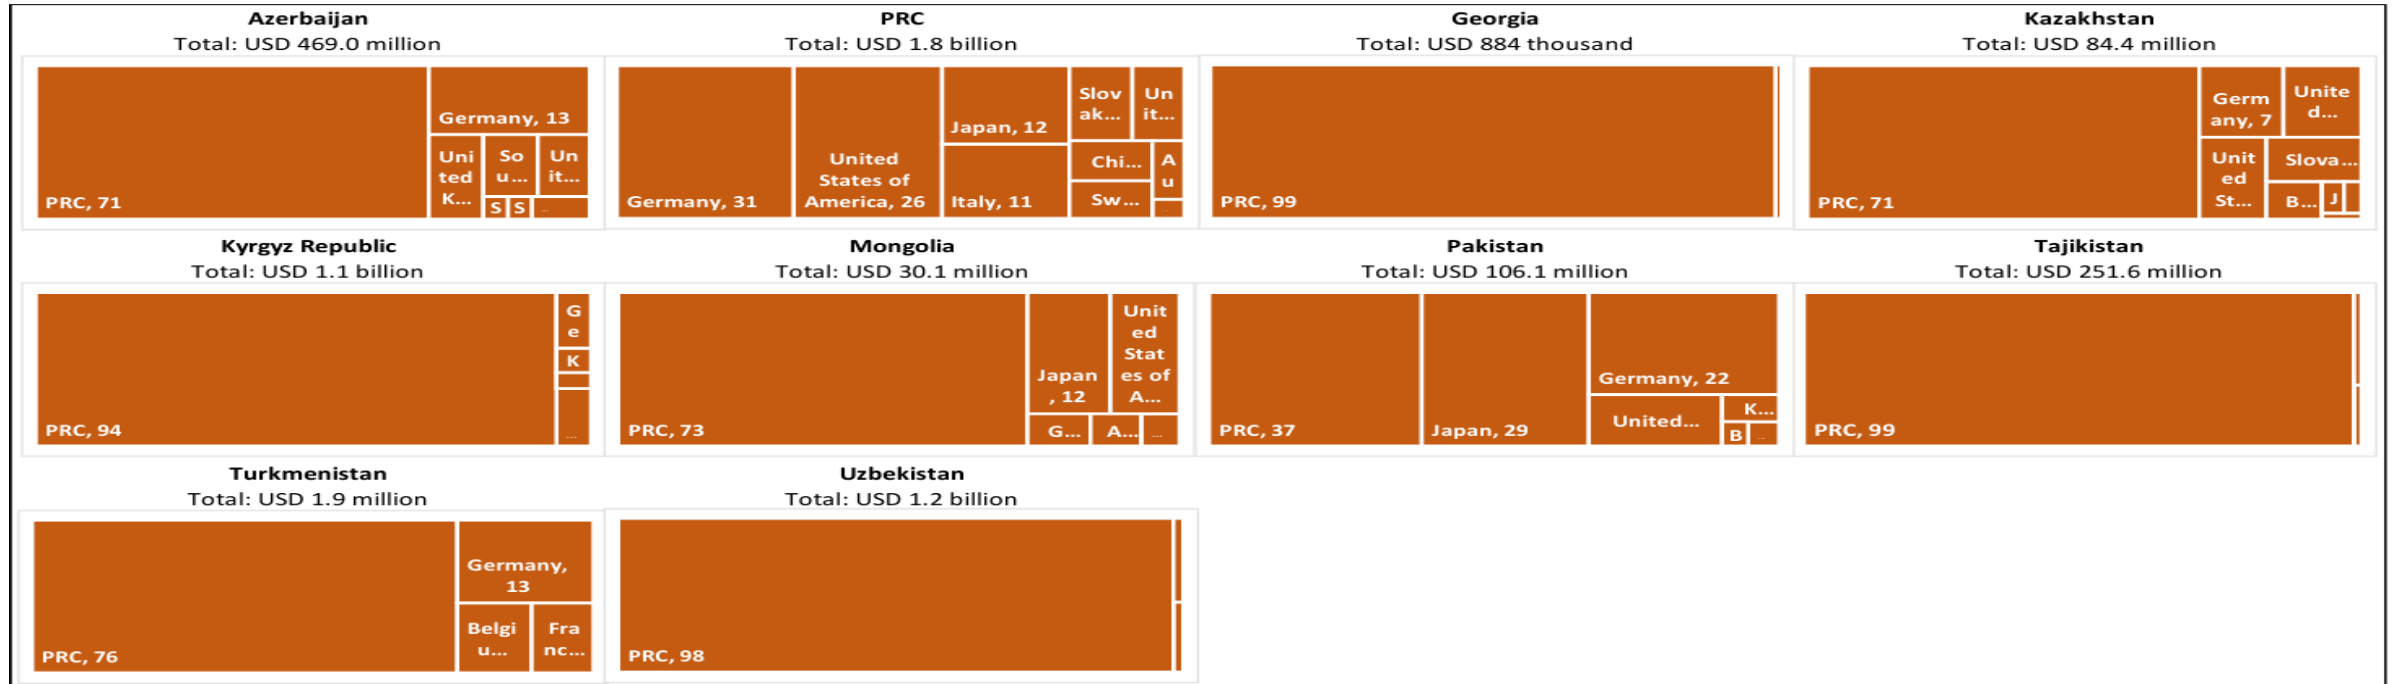 Azerbaijan
Total: USD 469.0 million
PRC, 71
Germany, 13
Uni
ted
K...
So
u...
Un
it...
S
S
...
PRC
Total: USD 1.8 billion
Germany, 31
United
States of
America, 26
Japan, 12
Italy, 11
Slov
ak...
Un
it...
Chi...
A
u
Sw...
Georgia
Total: USD 884 thousand
PRC, 99
Kazakhstan
Total: USD 84.4 million
PRC, 71
Germ
any, 7
Unite
d...
Unit
ed
St...
Slova...
B...
J
Kyrgyz Republic
Total: USD 1.1 billion
PRC, 94
G
e
K
...
Mongolia
Total: USD 30.1 million
PRC, 73
Japan
, 12
Unit
ed
Stat
es of
A...
G...
A...
...
Pakistan
Total: USD 106.1 million
PRC, 37
Japan, 29
Germany, 22
United...
K...
B
...
Tajikistan
Total: USD 251.6 million
PRC, 99
Turkmenistan
Total: USD 1.9 million
PRC, 76
Germany,
13
Belgi
u...
Fra
nc...
Uzbekistan
Total: USD 1.2 billion
PRC, 98